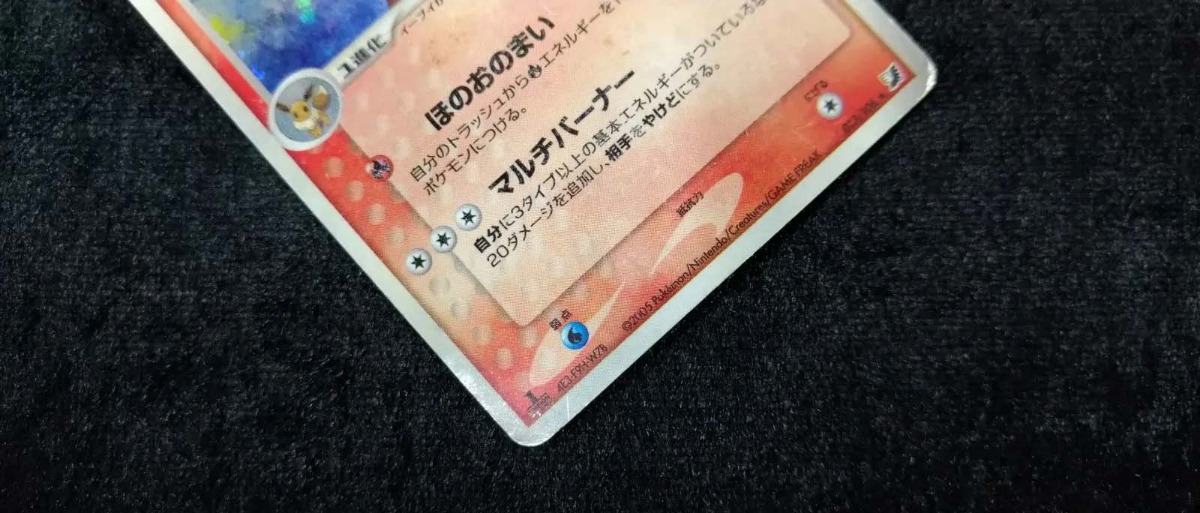 1進化
ほのおのまい
自分のトラッシュから エネルギーを
ポケモンにつける。
マルチバーナー
自分に3タイプ以上の基本エネルギーがついているな
20ダメージを追加し、相手をやけどにする。
弱点
抵抗力
にげる
©2005 Pokémon/Nintendo/Creatures/GAME FREAK